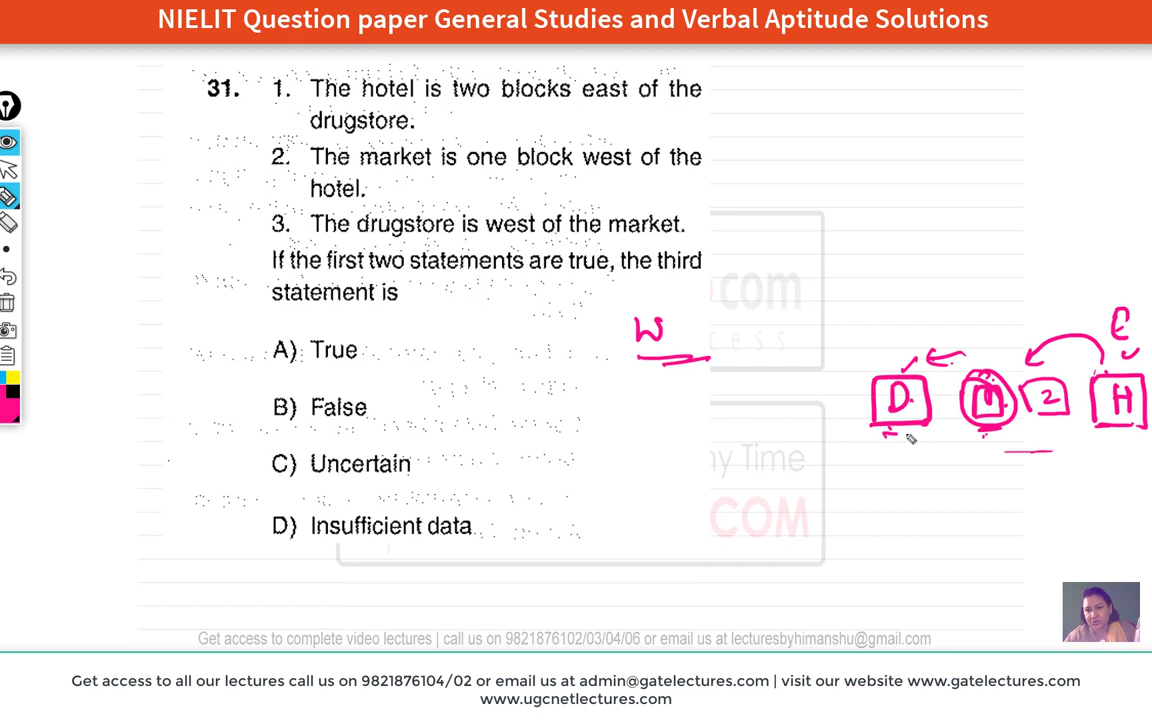 NIELIT Question paper General Studies and Verbal Aptitude Solutions
31. 1. The hotel is two blocks east of the
drugstore.
2. The market is one block west of the
hotel.
3. The drugstore is west of the market.
If the first two statements are true, the third
statement is
A) True
B) False
C) Uncertain
D) Insufficient data
.com
cess
W
E
D 2 H
ny Time
.COM
Get access to complete video lectures | call us on 9821876102/03/04/06 or email us at lecturesbyhimanshu@gmail.com
Get access to all our lectures call us on 9821876104/02 or email us at admin@gatelectures.com | visit our website www.gatelectures.com
www.ugcnetlectures.com